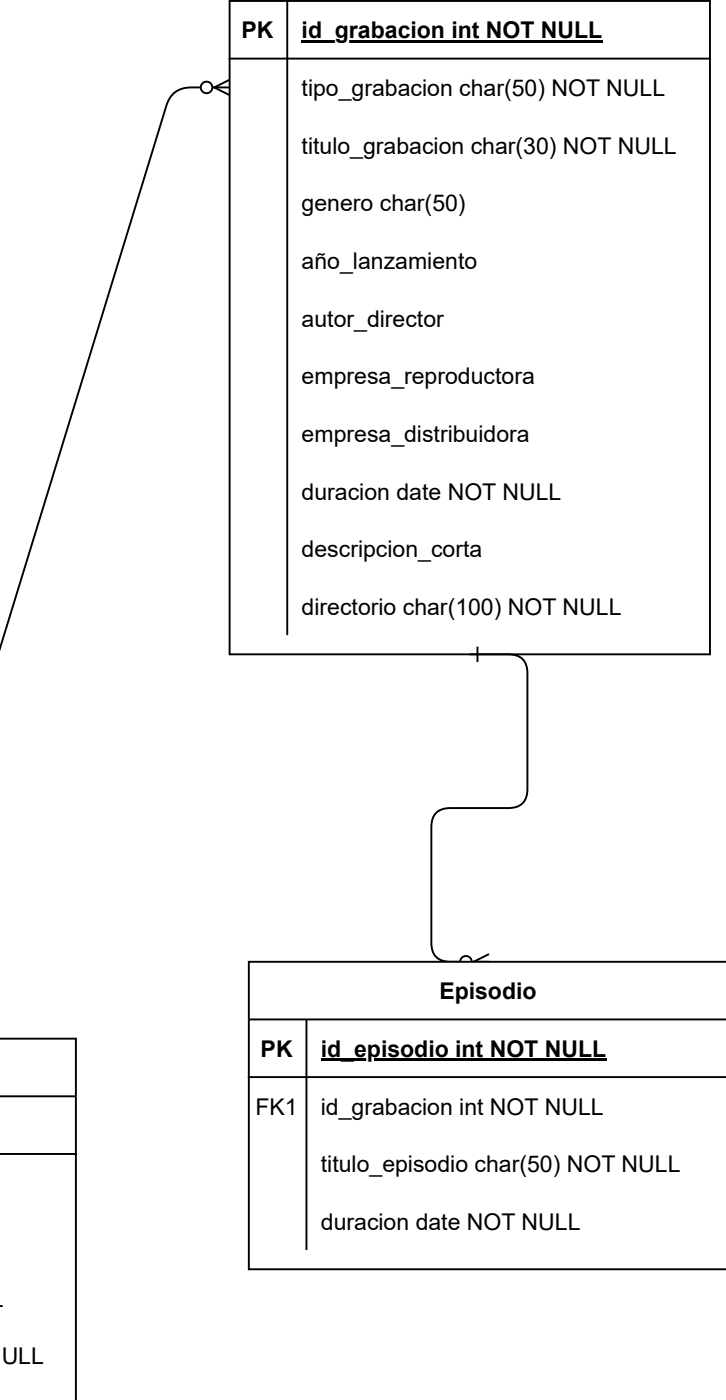 PK id_grabacion int NOT NULL
tipo_grabacion char(50) NOT NULL
titulo_grabacion char(30) NOT NULL
genero char(50)
año_lanzamiento
autor_director
empresa_reproductora
empresa_distribuidora
duracion date NOT NULL
descripcion_corta
directorio char(100) NOT NULL
Episodio
PK id_episodio int NOT NULL
FK1 id_grabacion int NOT NULL
titulo_episodio char(50) NOT NULL
duracion date NOT NULL
ULL